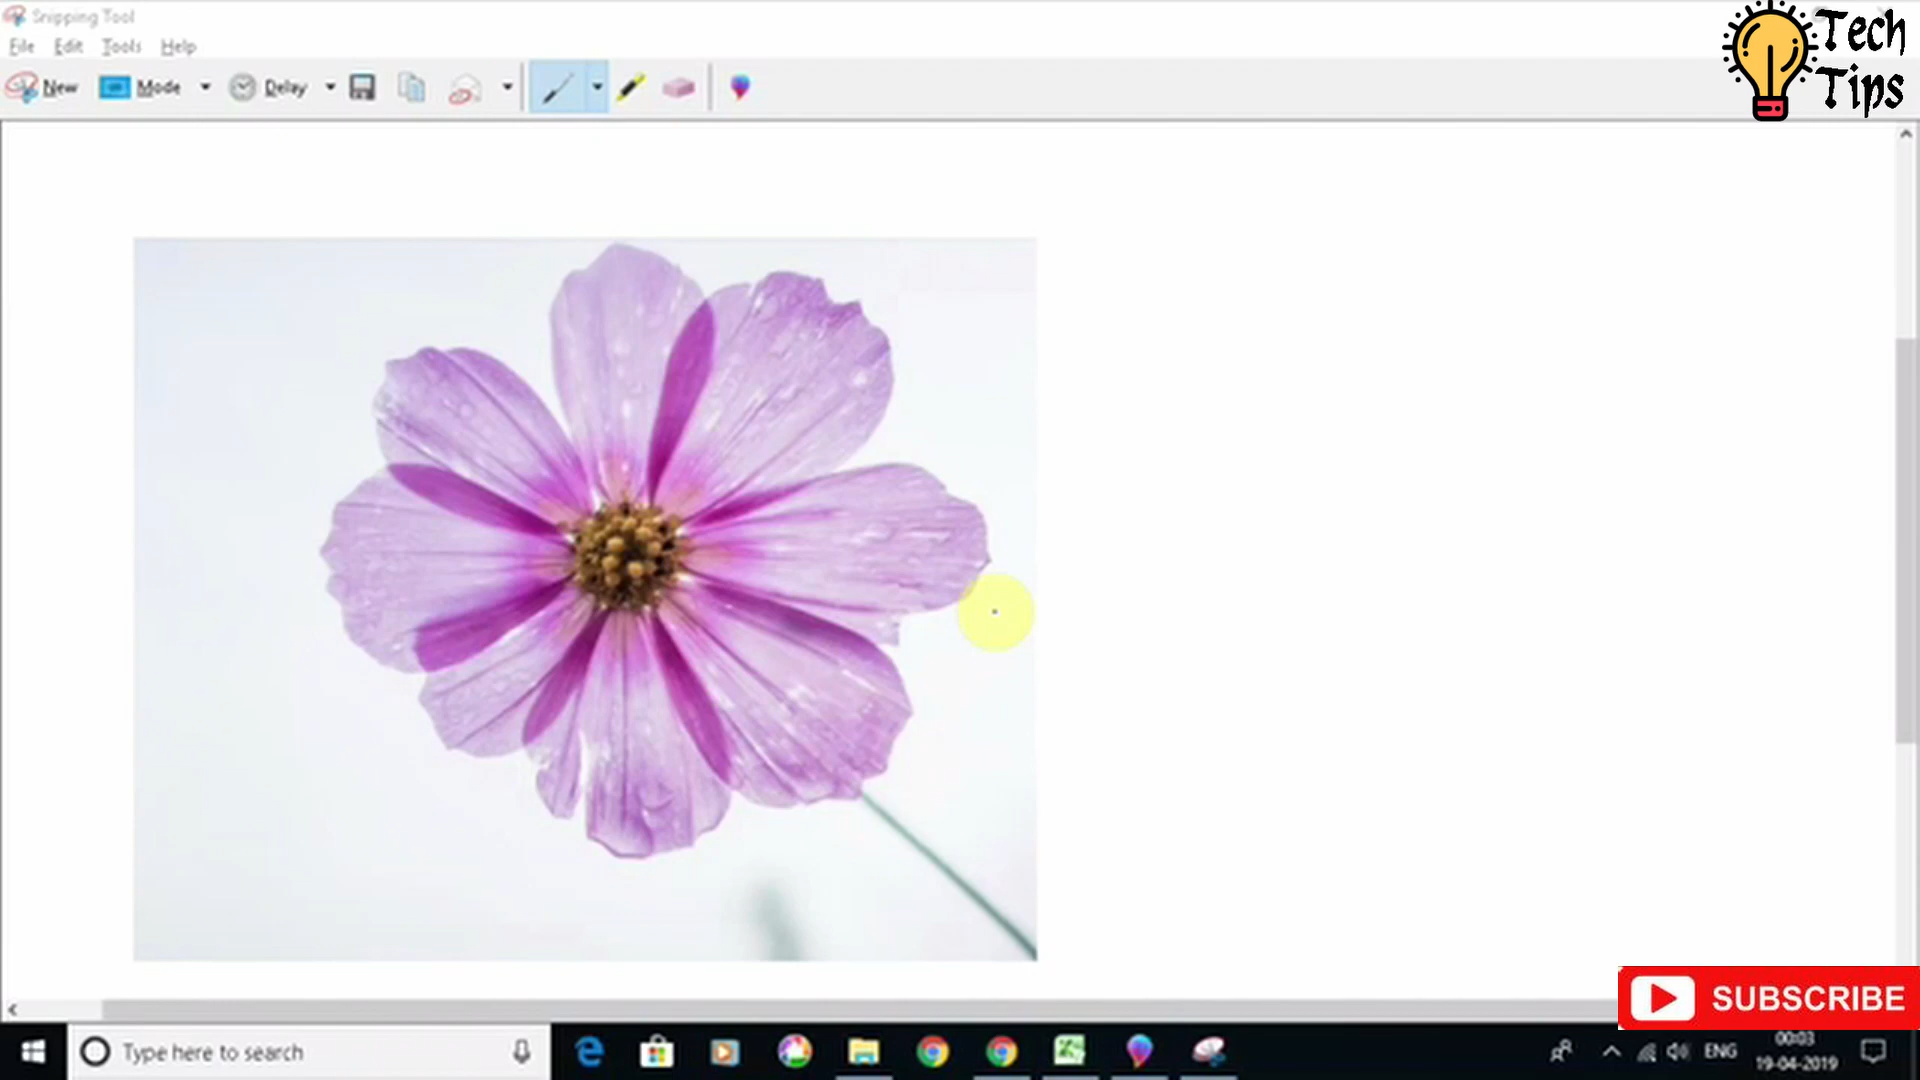 Snipping Tool
File Edit Tools Help
New Mode Delay
Tech
Tips
SUBSCRIBE
Type here to search
ENG
00:03
19-04-2019